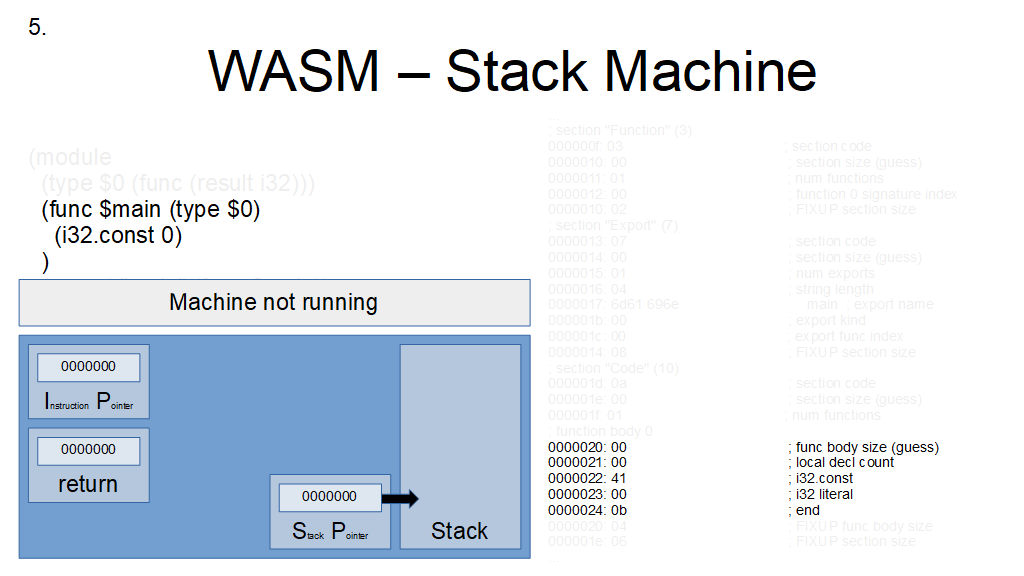 5.
WASM – Stack Machine
(module
(type $0 (func (result i32)))
(func $main (type $0)
(i32.const 0)
)
Machine not running
0000000
Instruction Pointer
0000000
return
0000000
Stack Pointer
Stack
; section "Function" (3)
000000f: 03 ; section code
0000010: 00 ; section size (guess)
0000011: 01 ; num functions
0000012: 00 ; function 0 signature index
0000010: 02 ; FIXUP section size
; section "Export" (7)
0000013: 07 ; section code
0000014: 00 ; section size (guess)
0000015: 01 ; num exports
0000016: 04 ; string length
0000017: 6d61 696e main ; export name
000001b: 00 ; export kind
000001c: 00 ; export func index
0000014: 08 ; FIXUP section size
; section "Code" (10)
000001d: 0a ; section code
000001e: 00 ; section size (guess)
000001f: 01 ; num functions
; function body 0
0000020: 00 ; func body size (guess)
0000021: 00 ; local decl count
0000022: 41 ; i32.const
0000023: 00 ; i32 literal
0000024: 0b ; end
0000020: 04 ; FIXUP func body size
000001e: 06 ; FIXUP section size